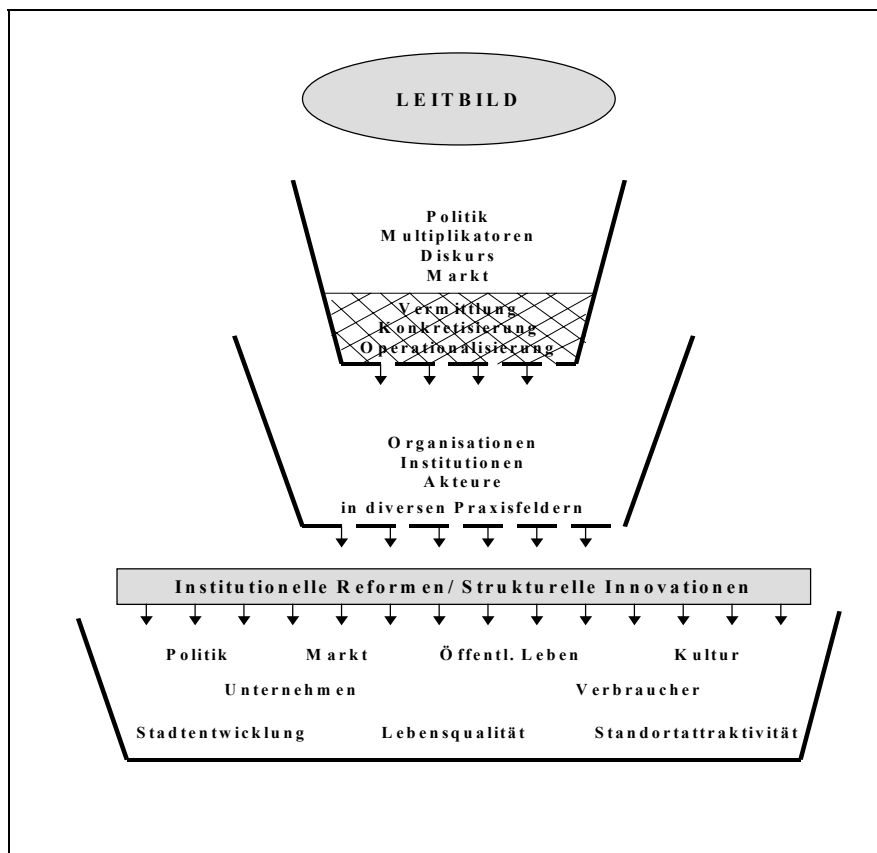 LEITBILD
Politik
Multiplikatoren
Diskurs
Markt
Vermittlung
Konkretisierung
Operationalisierung
Organisationen
Institutionen
Akteure
in diversen Praxisfeldern
Institutionelle Reformen/ Strukturelle Innovationen
Politik Markt Öffentl. Leben Kultur
Unternehmen Verbraucher
Stadtentwicklung Lebensqualität Standortattraktivität